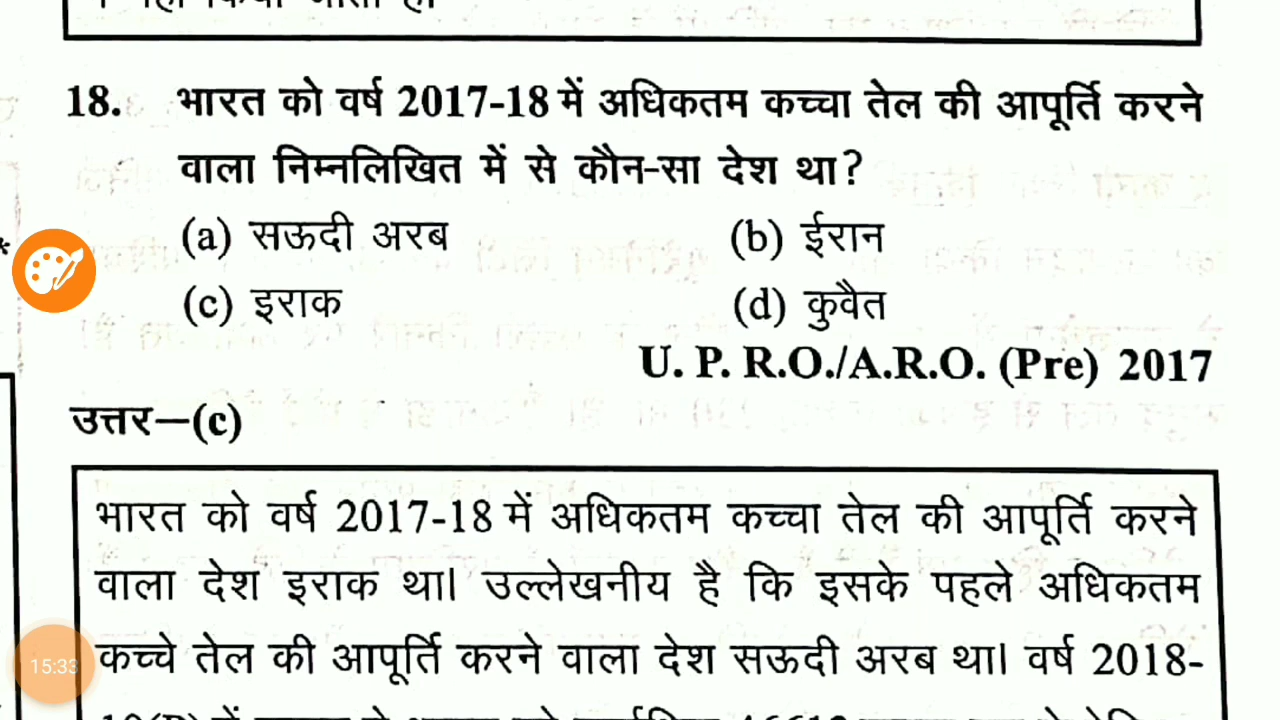 18. भारत को वर्ष 2017-18 में अधिकतम कच्चा तेल की आपूर्ति करने
वाला निम्नलिखित में से कौन-सा देश था?
(a) सऊदी अरब (b) ईरान
(c) इराक (d) कुवैत
U. P. R.O./A.R.O. (Pre) 2017
उत्तर—(c)
भारत को वर्ष 2017-18 में अधिकतम कच्चा तेल की आपूर्ति करने
वाला देश इराक था। उल्लेखनीय है कि इसके पहले अधिकतम
15:33
कच्चे तेल की आपूर्ति करने वाला देश सऊदी अरब था। वर्ष 2018-